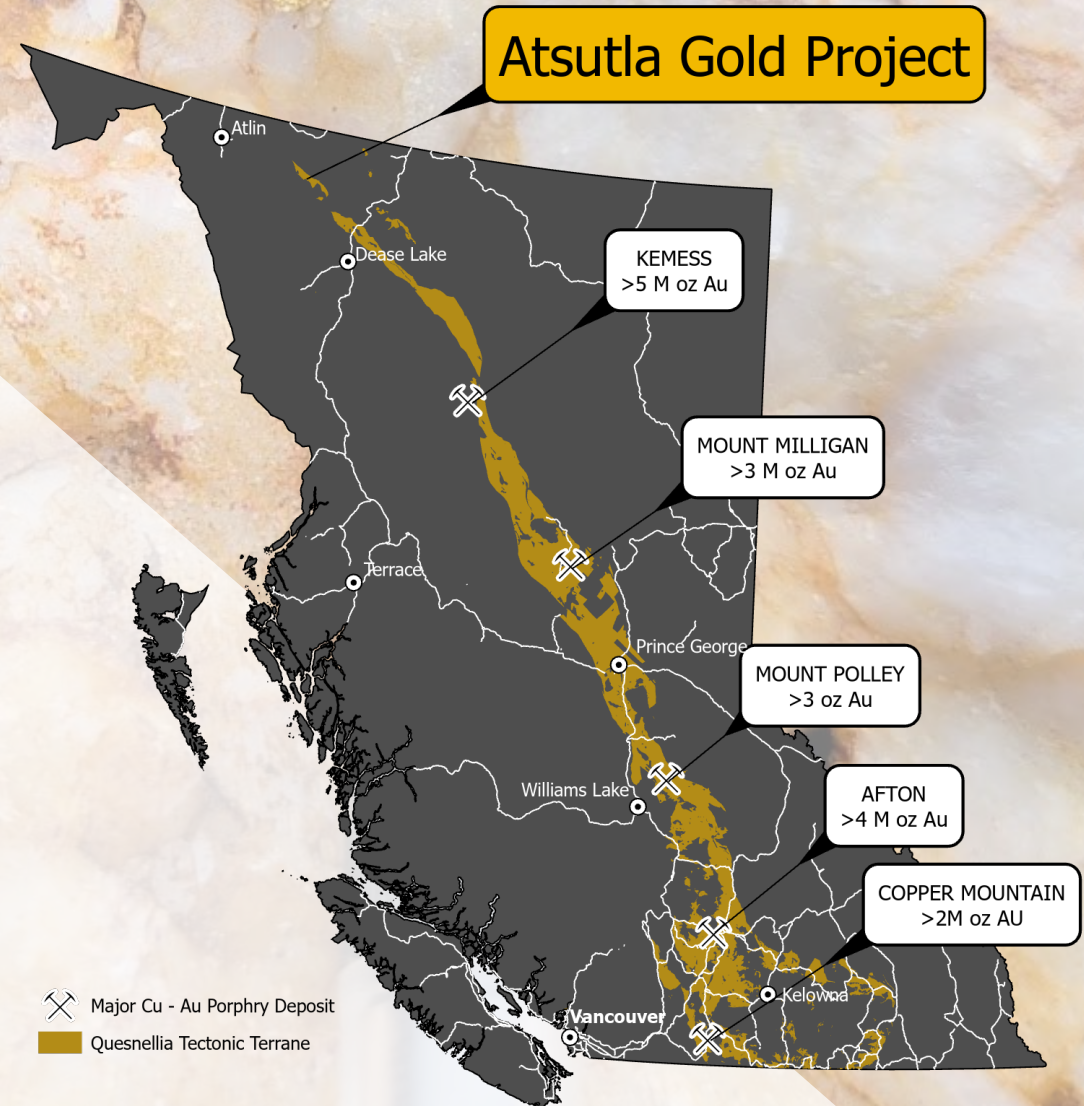 Atsutla Gold Project
Atlin
Dease Lake
KEMESS
>5 M oz Au
MOUNT MILLIGAN
>3 M oz Au
Terrace
Prince George
MOUNT POLLEY
>3 oz Au
Williams Lake
AFTON
>4 M oz Au
COPPER MOUNTAIN
>2M oz AU
Kelowna
Vancouver
Major Cu - Au Porphry Deposit
Quesnellia Tectonic Terrane